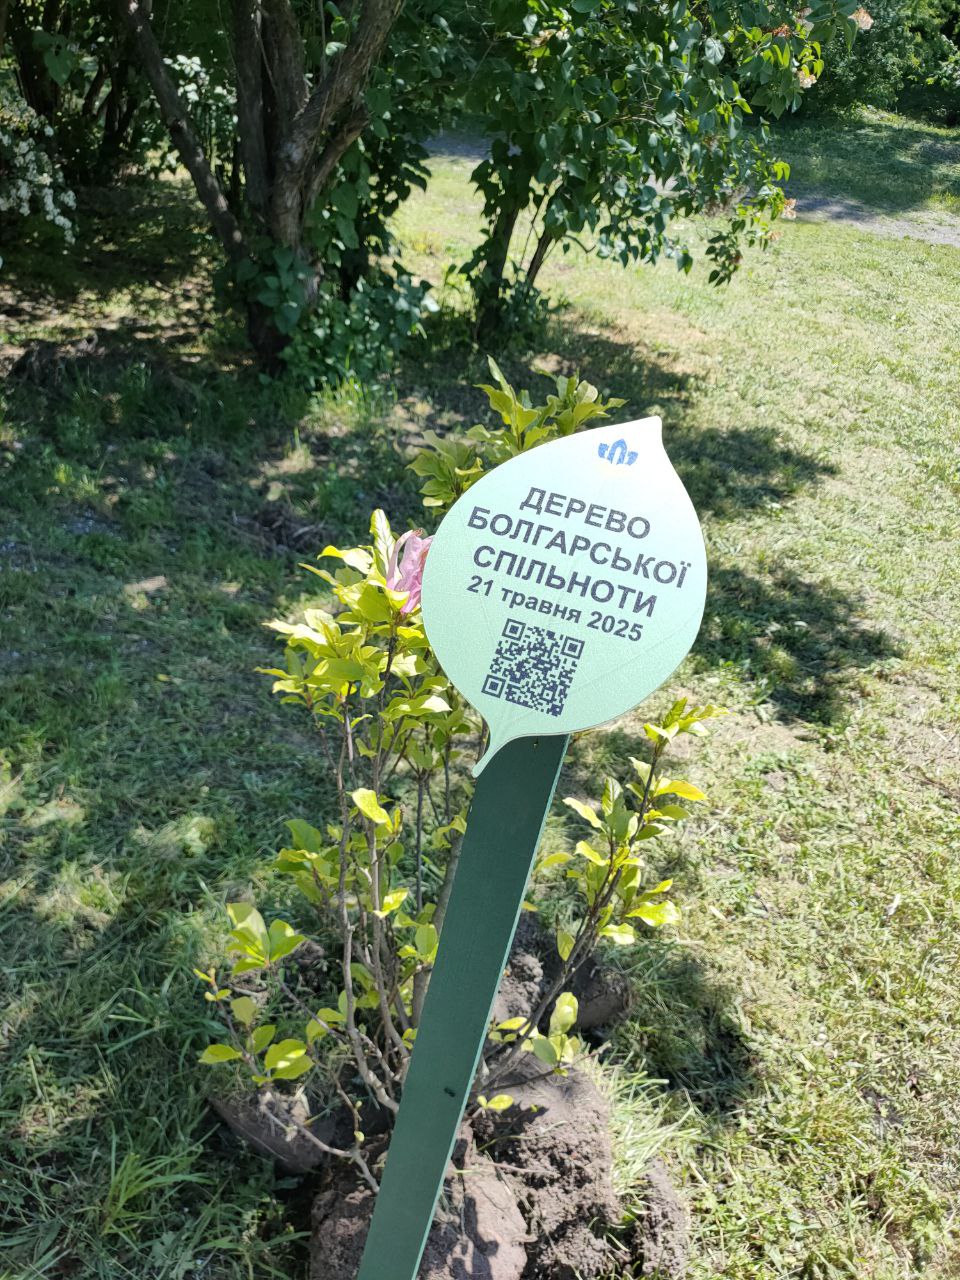 ДЕРЕВО
БОЛГАРСЬКОЇ
СПІЛЬНОТИ
21 травня 2025